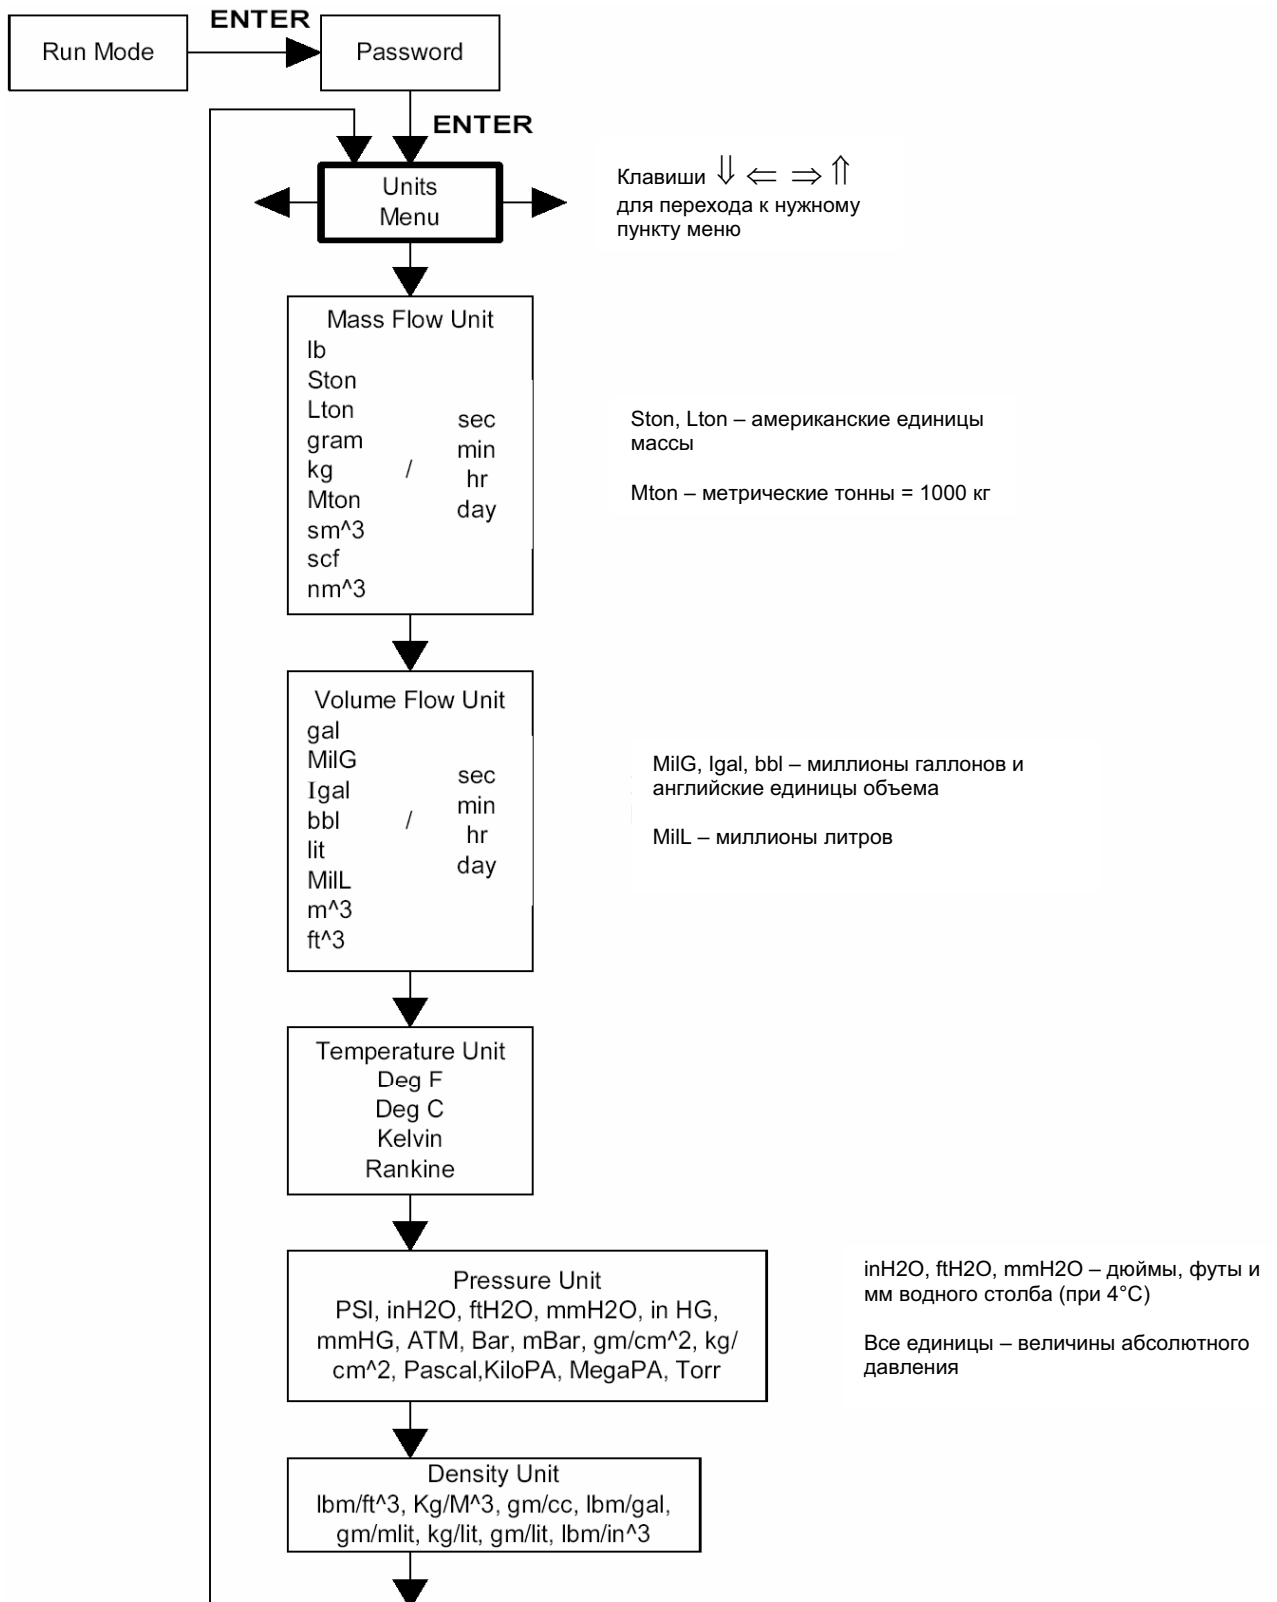 ENTER
Run Mode
Password
ENTER
Units
Menu
Клавиши ⇓ ⇐ ⇒ ⇑
для перехода к нужному
пункту меню
Mass Flow Unit
lb
Ston
Lton
gram
kg
Mton
sm^3
scf
nm^3
/
sec
min
hr
day
Ston, Lton – американские единицы
массы
Mton – метрические тонны = 1000 кг
Volume Flow Unit
gal
MilG
Igal
bbl
lit
MilL
m^3
ft^3
/
sec
min
hr
day
MilG, Igal, bbl – миллионы галлонов и
английские единицы объема
MilL – миллионы литров
Temperature Unit
Deg F
Deg C
Kelvin
Rankine
Pressure Unit
PSI, inH2O, ftH2O, mmH2O, in HG,
mmHG, ATM, Bar, mBar, gm/cm^2, kg/
cm^2, Pascal,KiloPA, MegaPA, Torr
inH2O, ftH2O, mmH2O – дюймы, футы и
мм водного столба (при 4°C)
Все единицы – величины абсолютного
давления
Density Unit
lbm/ft^3, Kg/M^3, gm/cc, lbm/gal,
gm/mlit, kg/lit, gm/lit, lbm/in^3